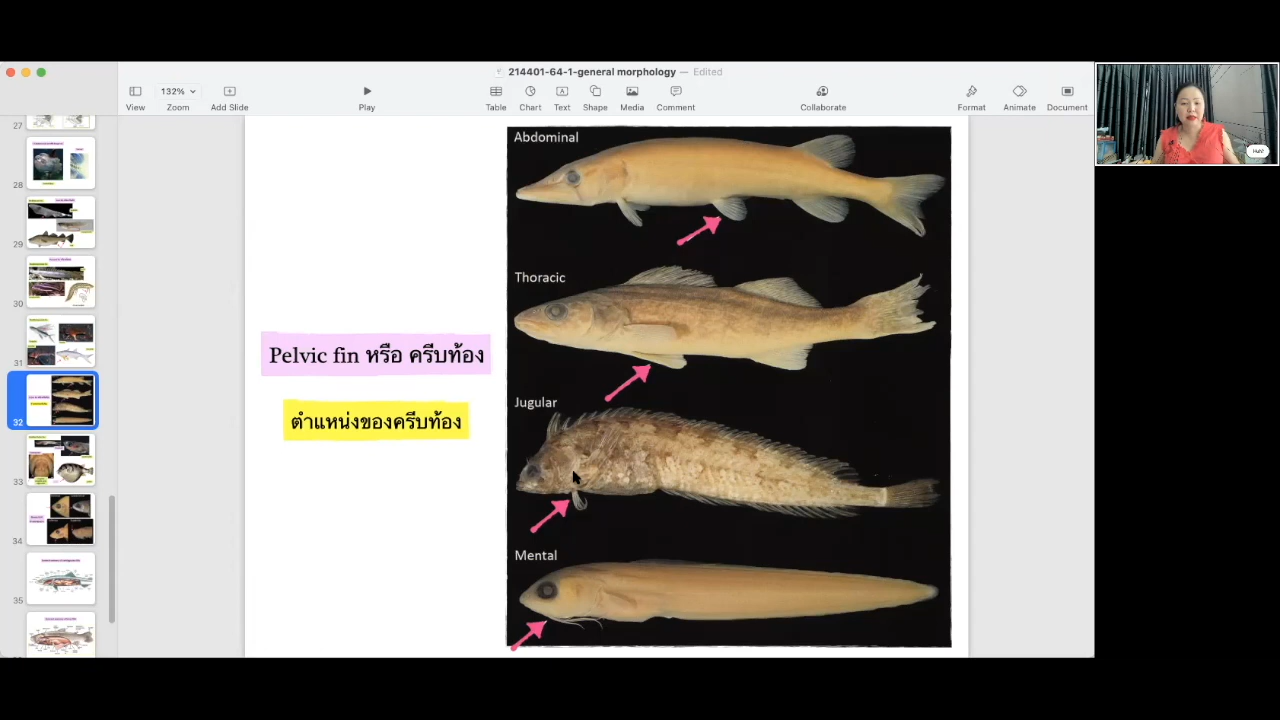 214401-64-1-general morphology — Edited
132%
View Zoom Add Slide Play Table Chart Text Shape Media Comment Collaborate Format Animate Document
27
28
29
30
31
32
33
34
35
Abdominal
Thoracic
Pelvic fin หรือ ครีบท้อง
Jugular
ตำแหน่งของครีบท้อง
Mental